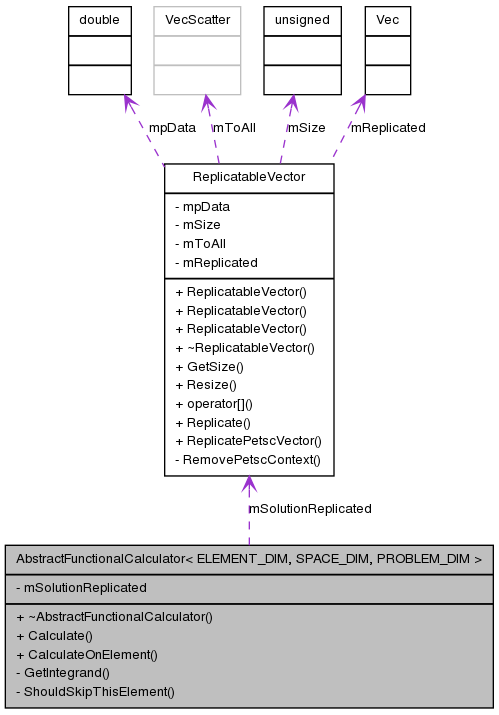 double VecScatter unsigned Vec
mpData mToAll mSize mReplicated
ReplicatableVector
- mpData
- mSize
- mToAll
- mReplicated
+ ReplicatableVector()
+ ReplicatableVector()
+ ReplicatableVector()
+ ~ReplicatableVector()
+ GetSize()
+ Resize()
+ operator[]()
+ Replicate()
+ ReplicatePetscVector()
- RemovePetscContext()
mSolutionReplicated
AbstractFunctionalCalculator< ELEMENT_DIM, SPACE_DIM, PROBLEM_DIM >
- mSolutionReplicated
+ ~AbstractFunctionalCalculator()
+ Calculate()
+ CalculateOnElement()
- GetIntegrand()
- ShouldSkipThisElement()